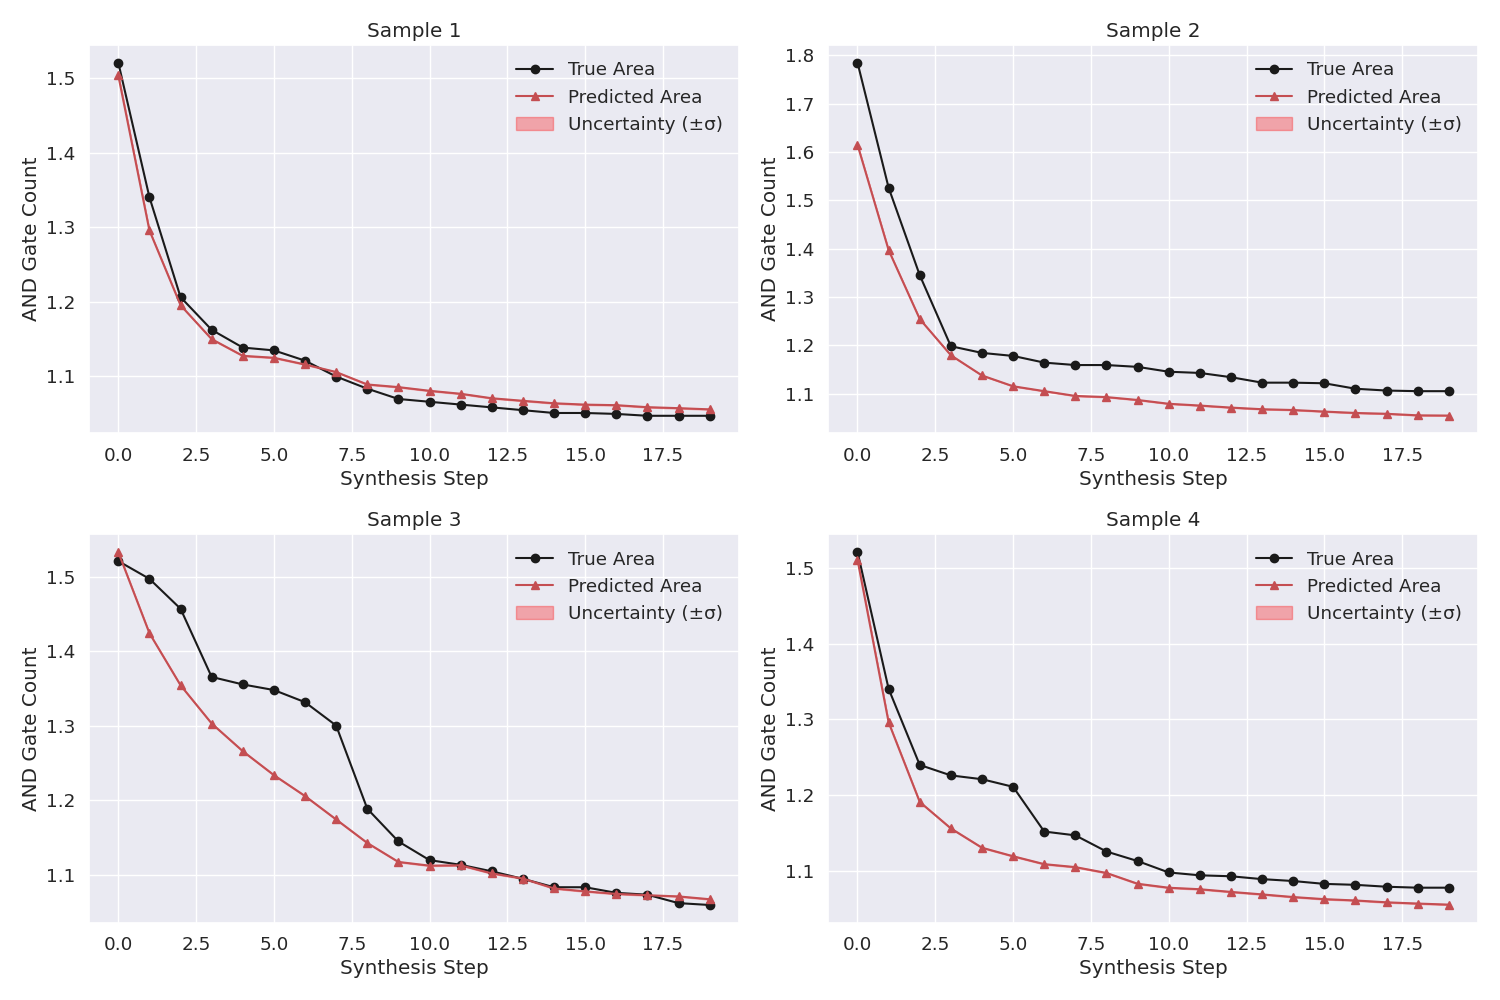 Sample 1
True Area
Predicted Area
Uncertainty (±σ)
AND Gate Count
1.5
1.4
1.3
1.2
1.1
0.0 2.5 5.0 7.5 10.0 12.5 15.0 17.5
Synthesis Step
Sample 2
True Area
Predicted Area
Uncertainty (±σ)
AND Gate Count
1.8
1.7
1.6
1.5
1.4
1.3
1.2
1.1
0.0 2.5 5.0 7.5 10.0 12.5 15.0 17.5
Synthesis Step
Sample 3
True Area
Predicted Area
Uncertainty (±σ)
AND Gate Count
1.5
1.4
1.3
1.2
1.1
0.0 2.5 5.0 7.5 10.0 12.5 15.0 17.5
Synthesis Step
Sample 4
True Area
Predicted Area
Uncertainty (±σ)
AND Gate Count
1.5
1.4
1.3
1.2
1.1
0.0 2.5 5.0 7.5 10.0 12.5 15.0 17.5
Synthesis Step